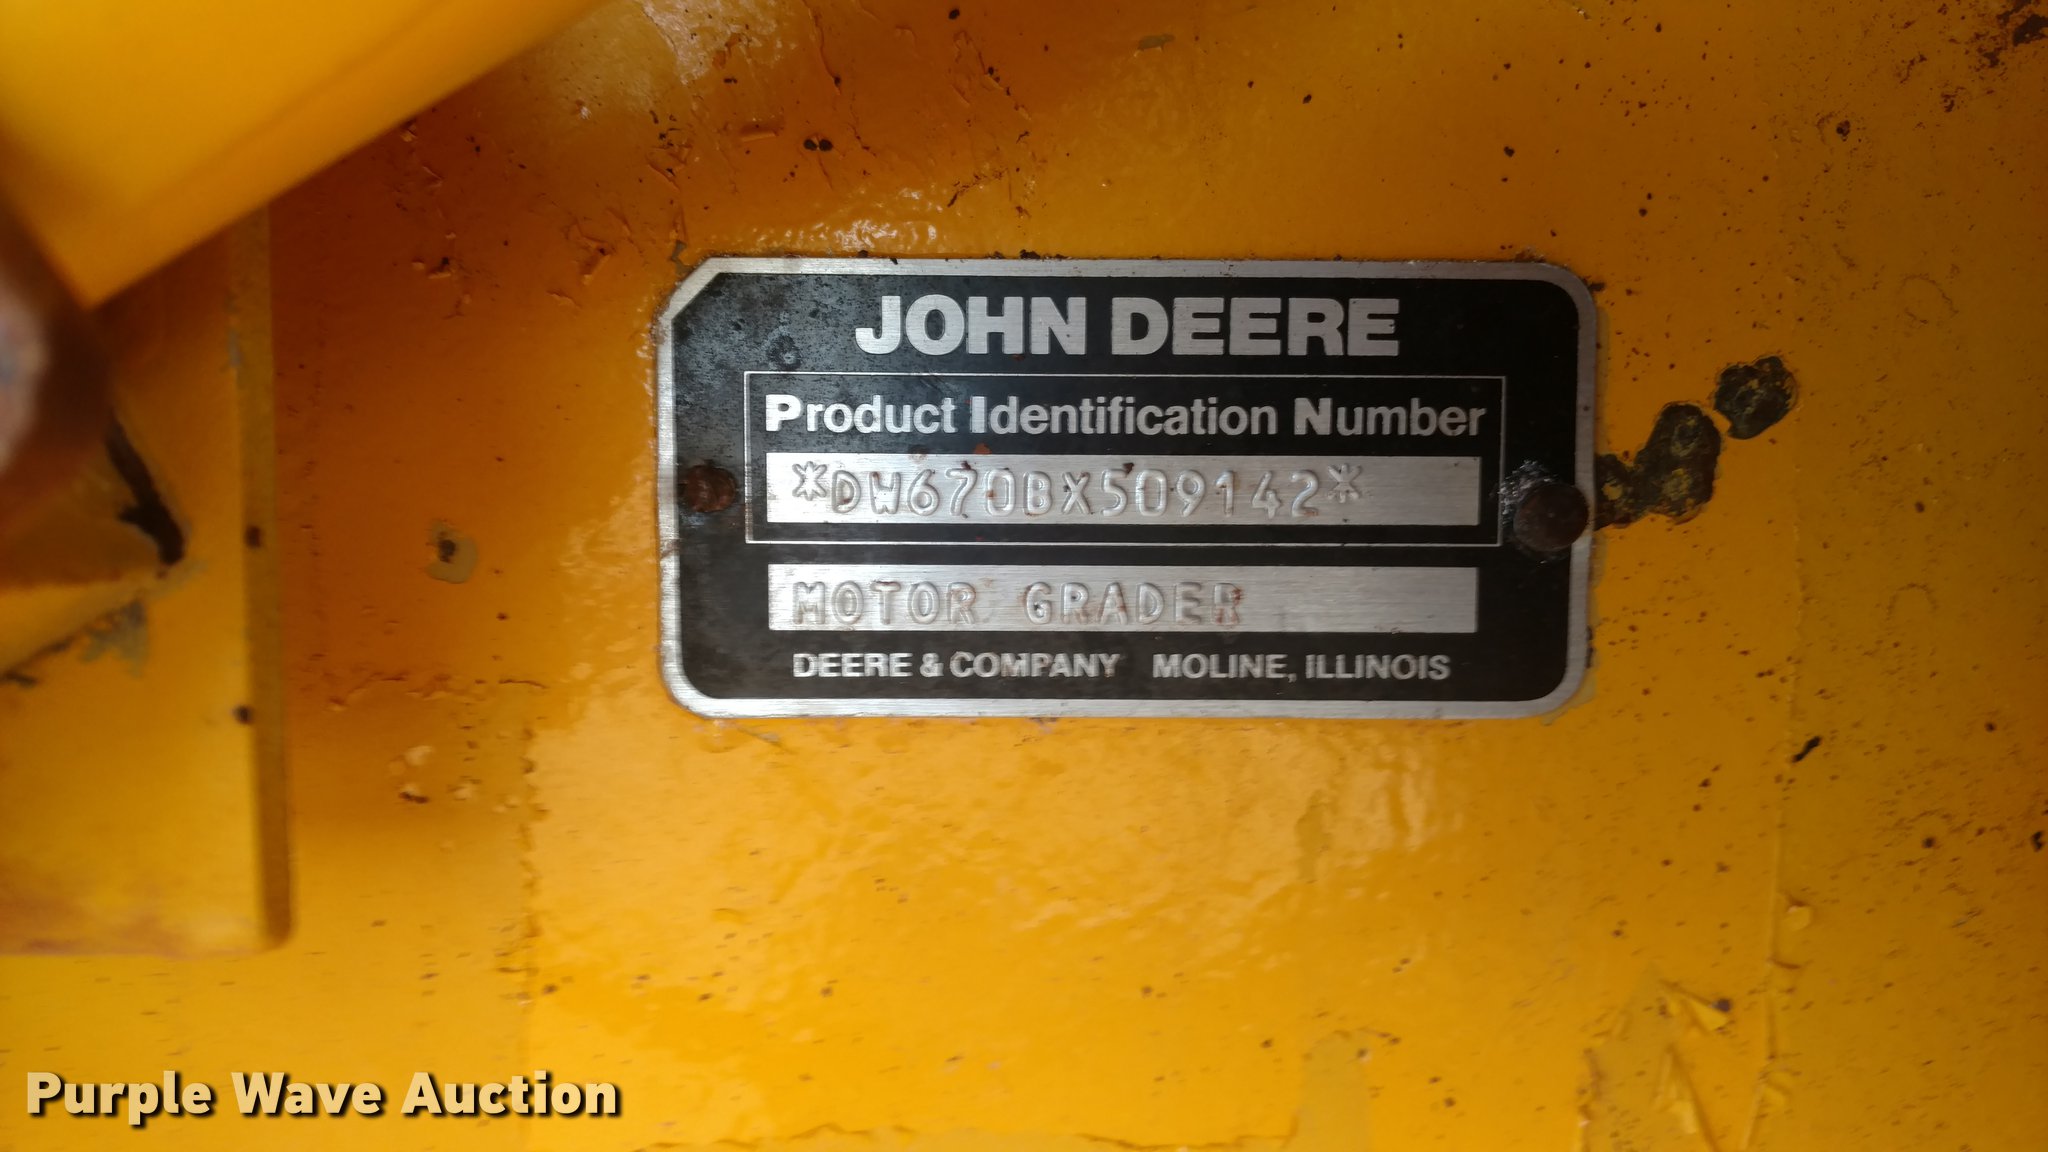 JOHN DEERE
Product Identification Number
*DW670BX509142*
MOTOR GRADER
DEERE & COMPANY MOLINE, ILLINOIS
Purple Wave Auction